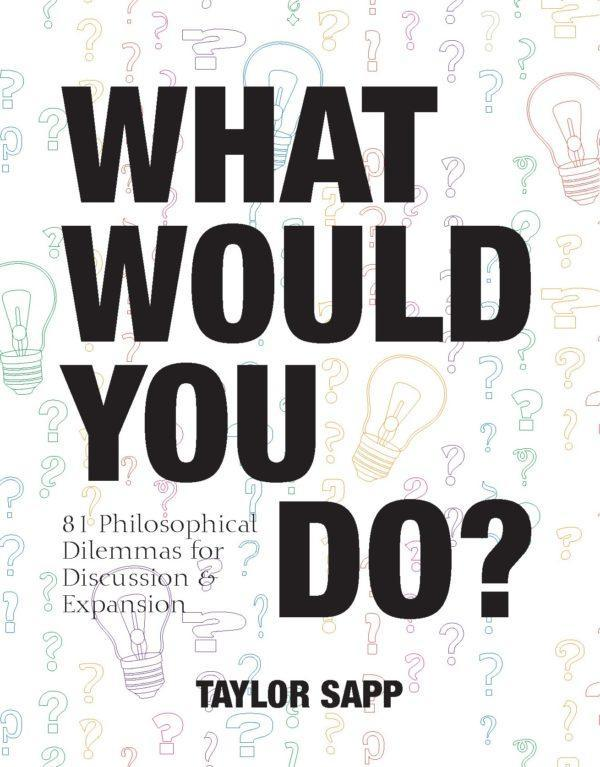 WHAT
WOULD
YOU
DO?
81 Philosophical
Dilemmas for
Discussion &
Expansion
TAYLOR SAPP